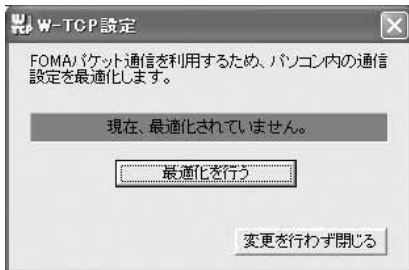 W-TCP設定
FOMAパケット通信を利用するため、パソコン内の通信
設定を最適化します。
現在、最適化されていません。
最適化を行う
変更を行わず閉じる